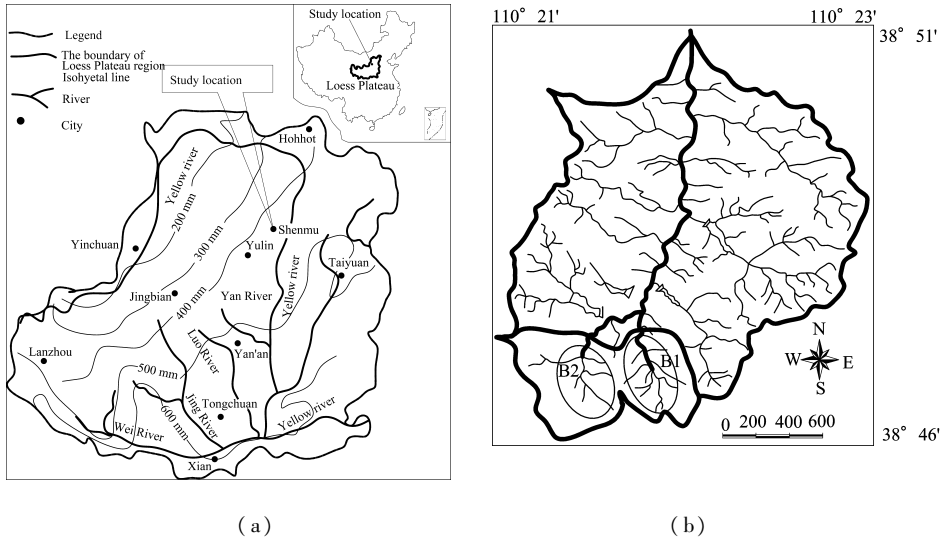 Legend
The boundary of
Loess Plateau region
Isohyetal line
River
City
Study location
Loess Plateau
Study location
Hohhot
Yellow river
200 mm
300 mm
400 mm
Shenmu
Yinchuan
Yulin
Taiyuan
Yellow river
Jingbian
Yan River
Luo River
Yan'an
Lanzhou
500 mm
600 mm
Jing River
Tongchuan
Yellow river
Wei River
Xian
(a)
110° 21'
110° 23'
38° 51'
B2
B1
N
W
E
S
0 200 400 600
38° 46'
(b)